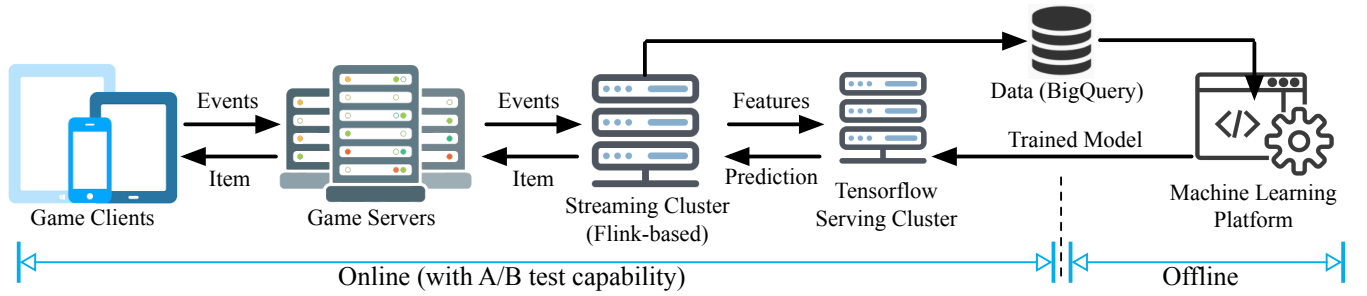 Events
Item
Game Clients
Game Servers
Events
Item
Streaming Cluster
(Flink-based)
Features
Prediction
Tensorflow
Serving Cluster
Data (BigQuery)
Trained Model
</>
Machine Learning
Platform
Online (with A/B test capability)
Offline